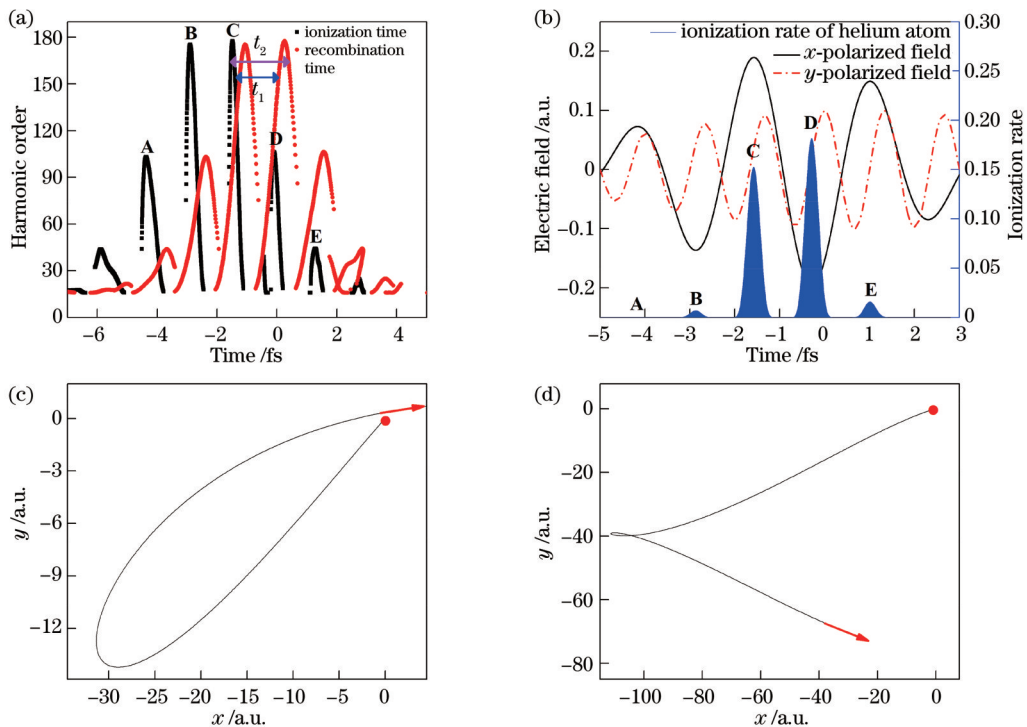 (a)
180
150
120
90
60
30
0
Harmonic order
−6
−4
−2
0
2
4
Time /fs
A
B
C
D
E
t₂
t₁
ionization time
recombination
time
(b)
0.2
0.1
0
−0.1
−0.2
Electric field /a.u.
ionization rate of helium atom
x-polarized field
y-polarized field
A
B
C
D
E
0.30
0.25
0.20
0.15
0.10
0.05
0
Ionization rate
−5
−4
−3
−2
−1
0
1
2
3
Time /fs
(c)
0
−3
−6
−9
−12
y /a.u.
−30
−25
−20
−15
−10
−5
0
x /a.u.
(d)
0
−20
−40
−60
−80
y /a.u.
−100
−80
−60
−40
−20
0
x /a.u.